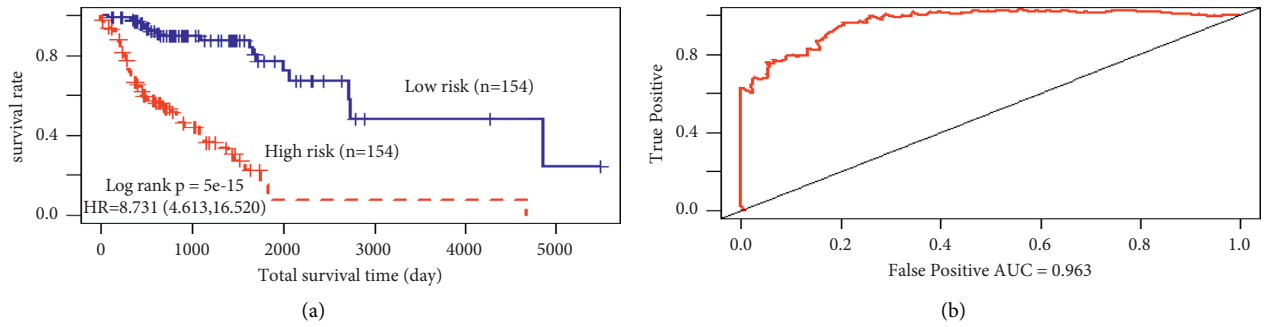 survival rate
0.8
0.4
0.0
Low risk (n=154)
High risk (n=154)
Log rank p = 5e-15
HR=8.731 (4.613,16.520)
0 1000 2000 3000 4000 5000
Total survival time (day)
(a)
True Positive
0.8
0.4
0.0
0.0 0.2 0.4 0.6 0.8 1.0
False Positive AUC = 0.963
(b)